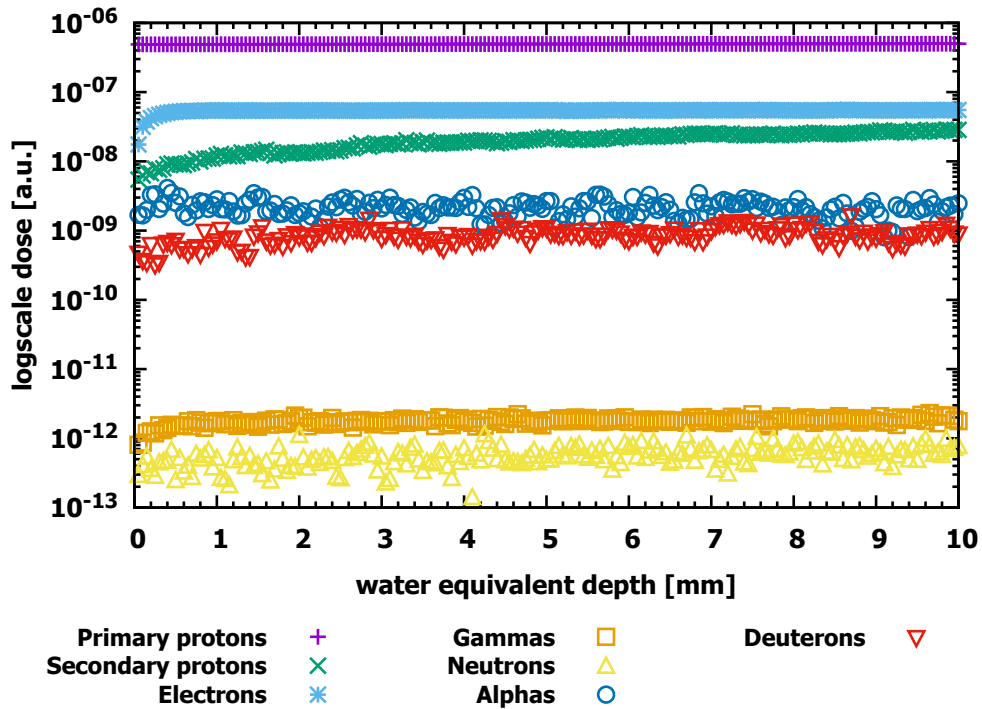 10-06
10-07
10-08
10-09
10-10
10-11
10-12
10-13
logscale dose [a.u.]
0 1 2 3 4 5 6 7 8 9 10
water equivalent depth [mm]
Primary protons Gammas Deuterons
Secondary protons Neutrons
Electrons Alphas